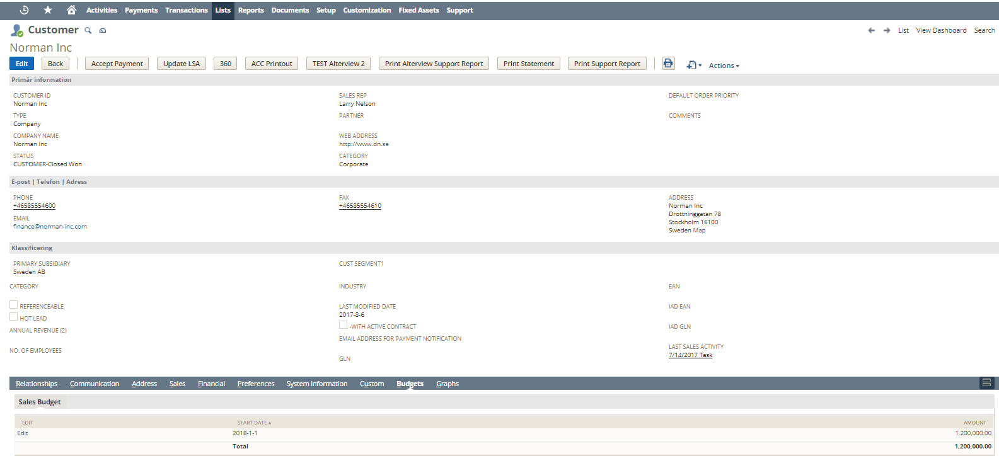 Activities Payments Transactions Lists Reports Documents Setup Customization Fixed Assets Support
Customer
List View Dashboard Search
Norman Inc
Edit Back Accept Payment Update LSA 360 ACC Printout TEST Alterview 2 Print Alterview Support Report Print Statement Print Support Report Actions
Primär information
CUSTOMER ID
Norman Inc
TYPE
Company
COMPANY NAME
Norman Inc
STATUS
CUSTOMER-Closed Won
SALES REP
Larry Nelson
PARTNER
WEB ADDRESS
http://www.dn.se
CATEGORY
Corporate
DEFAULT ORDER PRIORITY
COMMENTS
E-post | Telefon | Adress
PHONE
+46585554600
EMAIL
finance@norman-inc.com
FAX
+46585554610
ADDRESS
Norman Inc
Drottninggatan 78
Stockholm 16100
Sweden Map
Klassificering
PRIMARY SUBSIDIARY
Sweden AB
CUST SEGMENT1
CATEGORY
REFERENCEABLE
HOT LEAD
ANNUAL REVENUE (2)
NO. OF EMPLOYEES
INDUSTRY
LAST MODIFIED DATE
2017-8-6
-WITH ACTIVE CONTRACT
EMAIL ADDRESS FOR PAYMENT NOTIFICATION
GLN
EAN
IAD EAN
IAD GLN
LAST SALES ACTIVITY
7/14/2017 Task
Relationships Communication Address Sales Financial Preferences System Information Custom Budgets Graphs
Sales Budget
EDIT START DATE AMOUNT
Edit 2018-1-1 1,200,000.00
Total 1,200,000.00